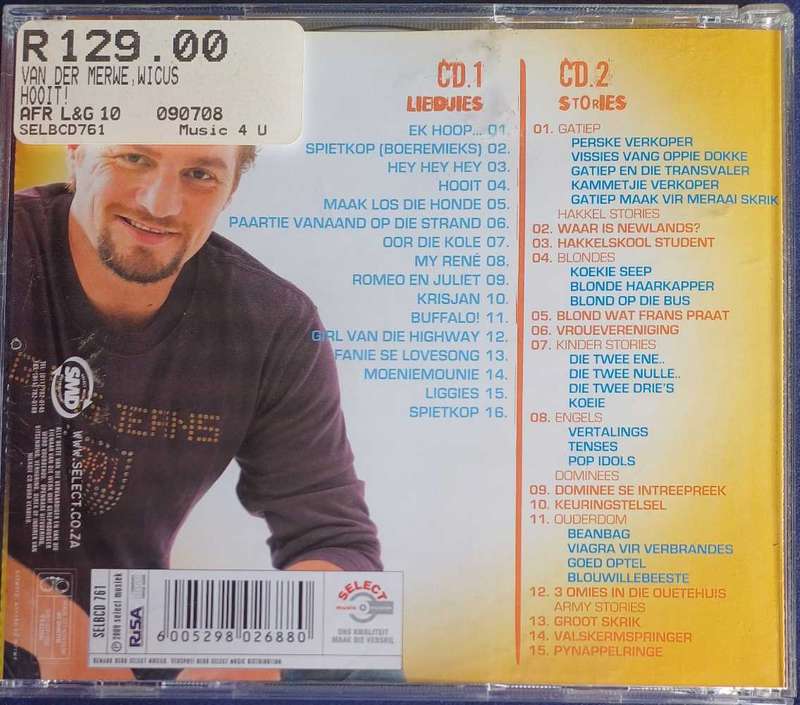 R129.00
VAN DER MERWE,WICUS
HOOIT!
AFR L&G 10 090708
SELBCD761 Music 4 U
CD.1
LIEDJIES
EK HOOP... 01.
SPIETKOP (BOEREMIEKS) 02.
HEY HEY HEY 03.
HOOIT 04.
MAAK LOS DIE HONDE 05.
PAARTIE VANAAND OP DIE STRAND 06.
OOR DIE KOLE 07.
MY RENÉ 08.
ROMEO EN JULIET 09.
KRISJAN 10.
BUFFALO! 11.
GIRL VAN DIE HIGHWAY 12.
FANIE SE LOVESONG 13.
MOENIEMOUNIE 14.
LIGGIES 15.
SPIETKOP 16.
CD.2
STORIES
01. GATIEP
PERSKE VERKOPER
VISSIES VANG OPPIE DOKKE
GATIEP EN DIE TRANSVALER
KAMMETJIE VERKOPER
GATIEP MAAK VIR MERAAI SKRIK
HAKKEL STORIES
02. WAAR IS NEWLANDS?
03. HAKKELSKOOL STUDENT
04. BLONDES
KOEKIE SEEP
BLONDE HAARKAPPER
BLOND OP DIE BUS
05. BLOND WAT FRANS PRAAT
06. VROUEVERENIGING
07. KINDER STORIES
DIE TWEE ENE..
DIE TWEE NULLE..
DIE TWEE DRIE'S
KOEIE
08. ENGELS
VERTALINGS
TENSES
POP IDOLS
DOMINEES
09. DOMINEE SE INTREEPREEK
10. KEURINGSTELSEL
11. OUDERDOM
BEANBAG
VIAGRA VIR VERBRANDES
GOED OPTEL
BLOUWILLEBEESTE
12. 3 OMIES IN DIE OUETEHUIS
ARMY STORIES
13. GROOT SKRIK
14. VALSKERMSPRINGER
15. PYNAPPELRINGE
SMD
WWW.SELECT.CO.ZA
SELBCD 761
RiSA
6005298 026880
SELECT
music musiek
ONS KWALITEIT
MAAK DIE VERSKIL